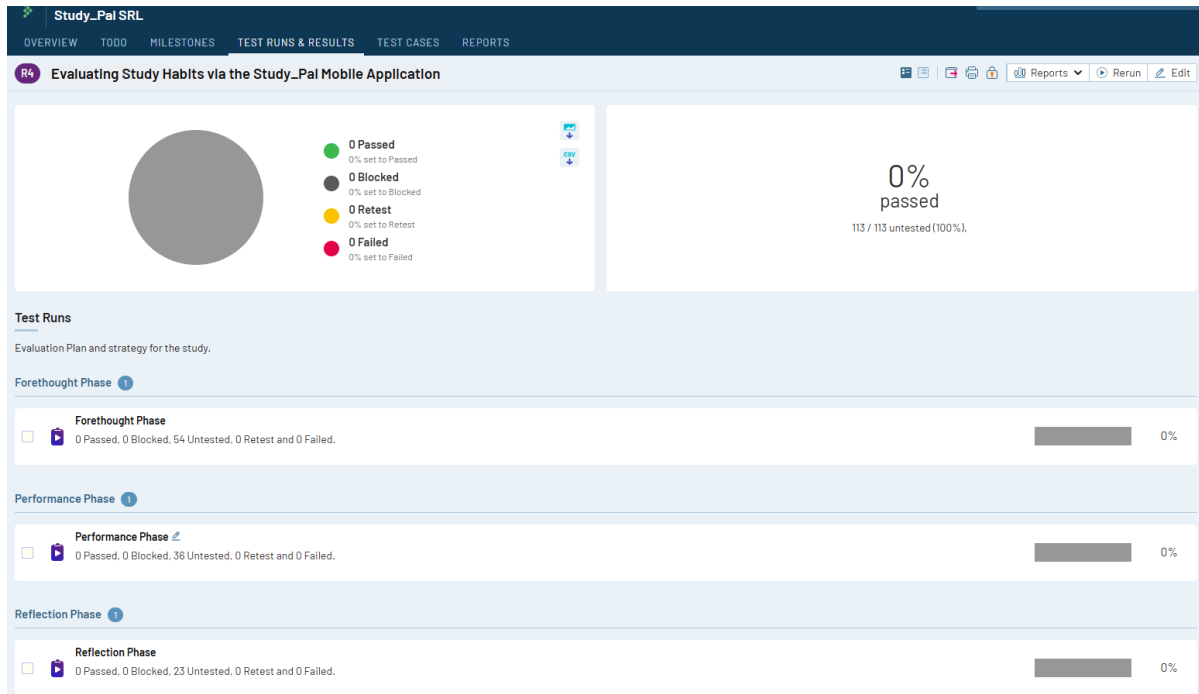 Study_Pal SRL
OVERVIEW TODO MILESTONES TEST RUNS & RESULTS TEST CASES REPORTS
R4 Evaluating Study Habits via the Study_Pal Mobile Application Reports Rerun Edit
0 Passed
0% set to Passed
0 Blocked
0% set to Blocked
0 Retest
0% set to Retest
0 Failed
0% set to Failed
CSV
0%
passed
113 / 113 untested (100%).
Test Runs
Evaluation Plan and strategy for the study.
Forethought Phase 1
Forethought Phase
0 Passed, 0 Blocked, 54 Untested, 0 Retest and 0 Failed.
0%
Performance Phase 1
Performance Phase
0 Passed, 0 Blocked, 36 Untested, 0 Retest and 0 Failed.
0%
Reflection Phase 1
Reflection Phase
0 Passed, 0 Blocked, 23 Untested, 0 Retest and 0 Failed.
0%